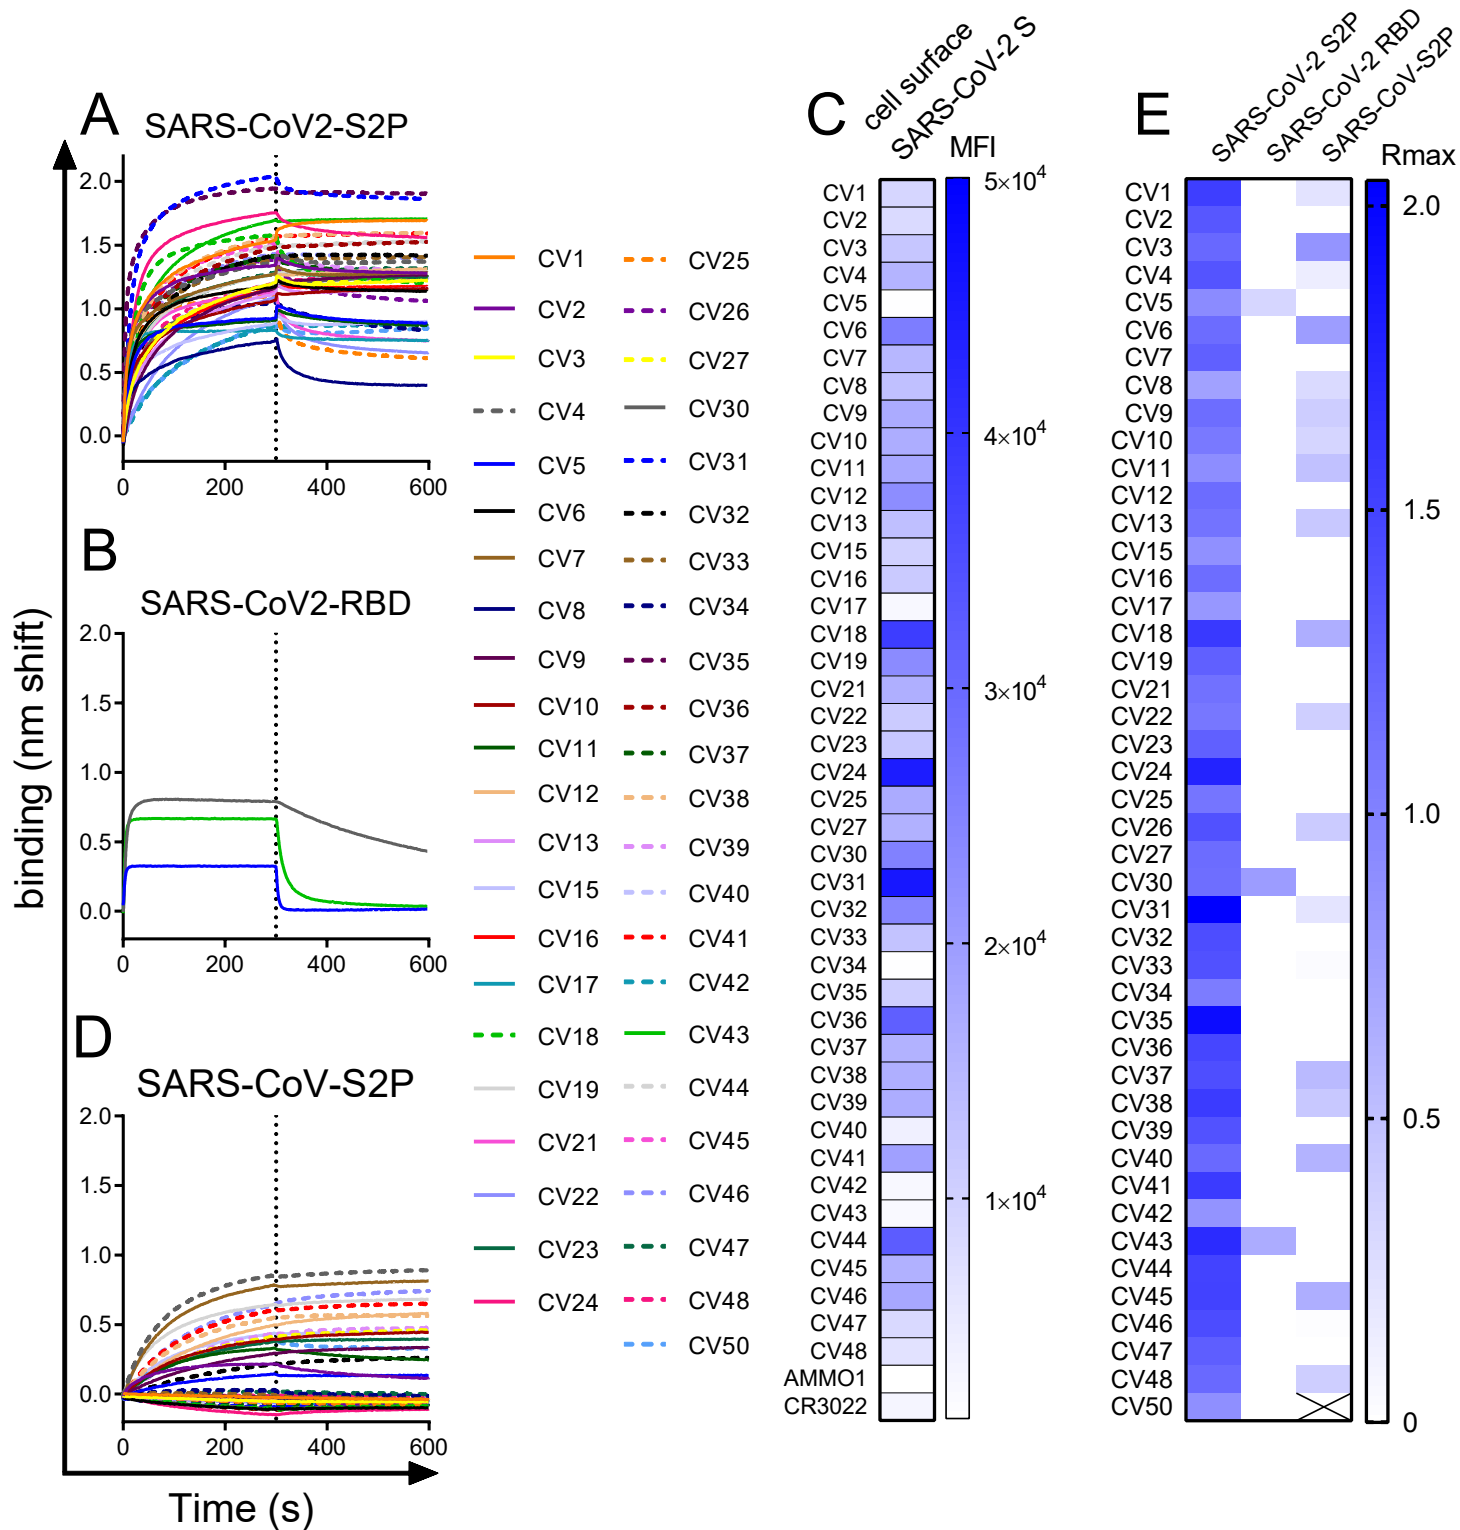 A
SARS-CoV2-S2P
2.0
1.5
1.0
0.5
0.0
0
200
400
600
B
SARS-CoV2-RBD
2.0
1.5
1.0
0.5
0.0
0
200
400
600
D
SARS-CoV-S2P
2.0
1.5
1.0
0.5
0.0
0
200
400
600
binding (nm shift)
Time (s)
CV1
CV2
CV3
CV4
CV5
CV6
CV7
CV8
CV9
CV10
CV11
CV12
CV13
CV15
CV16
CV17
CV18
CV19
CV21
CV22
CV23
CV24
CV25
CV26
CV27
CV30
CV31
CV32
CV33
CV34
CV35
CV36
CV37
CV38
CV39
CV40
CV41
CV42
CV43
CV44
CV45
CV46
CV47
CV48
CV50
C
cell surface
SARS-CoV-2 S
MFI
5×10⁴
4×10⁴
3×10⁴
2×10⁴
1×10⁴
CV1
CV2
CV3
CV4
CV5
CV6
CV7
CV8
CV9
CV10
CV11
CV12
CV13
CV15
CV16
CV17
CV18
CV19
CV21
CV22
CV23
CV24
CV25
CV27
CV30
CV31
CV32
CV33
CV34
CV35
CV36
CV37
CV38
CV39
CV40
CV41
CV42
CV43
CV44
CV45
CV46
CV47
CV48
AMMO1
CR3022
E
SARS-CoV-2 S2P
SARS-CoV-2 RBD
SARS-CoV-S2P
Rmax
2.0
1.5
1.0
0.5
0
CV1
CV2
CV3
CV4
CV5
CV6
CV7
CV8
CV9
CV10
CV11
CV12
CV13
CV15
CV16
CV17
CV18
CV19
CV21
CV22
CV23
CV24
CV25
CV26
CV27
CV30
CV31
CV32
CV33
CV34
CV35
CV36
CV37
CV38
CV39
CV40
CV41
CV42
CV43
CV44
CV45
CV46
CV47
CV48
CV50